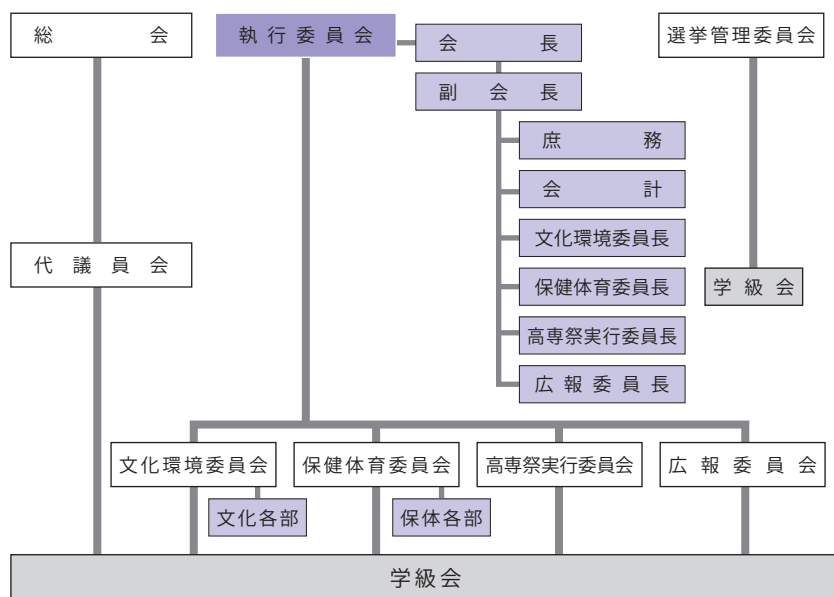 総会
執行委員会
会長
選挙管理委員会
副会長
庶務
会計
文化環境委員長
代議員会
保健体育委員長
学級会
高専祭実行委員長
広報委員長
文化環境委員会
保健体育委員会
高専祭実行委員会
広報委員会
文化各部
保体各部
学級会